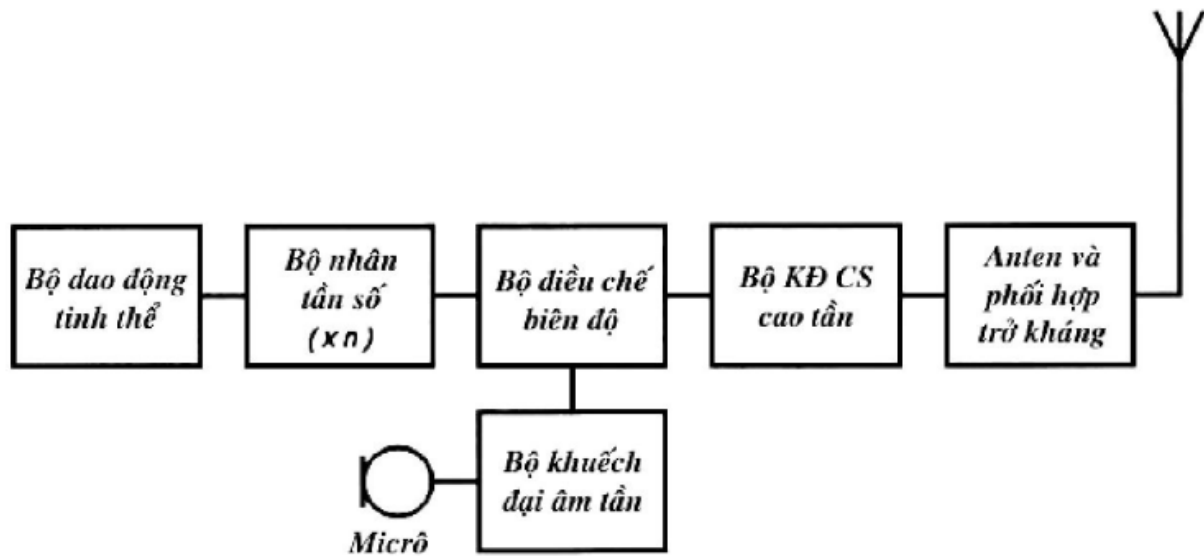 Bộ dao động
tinh thể
Bộ nhân
tần số
(xn)
Bộ điều chế
biên độ
Bộ KĐ CS
cao tần
Anten và
phối hợp
trở kháng
Bộ khuếch
đại âm tần
Micrô